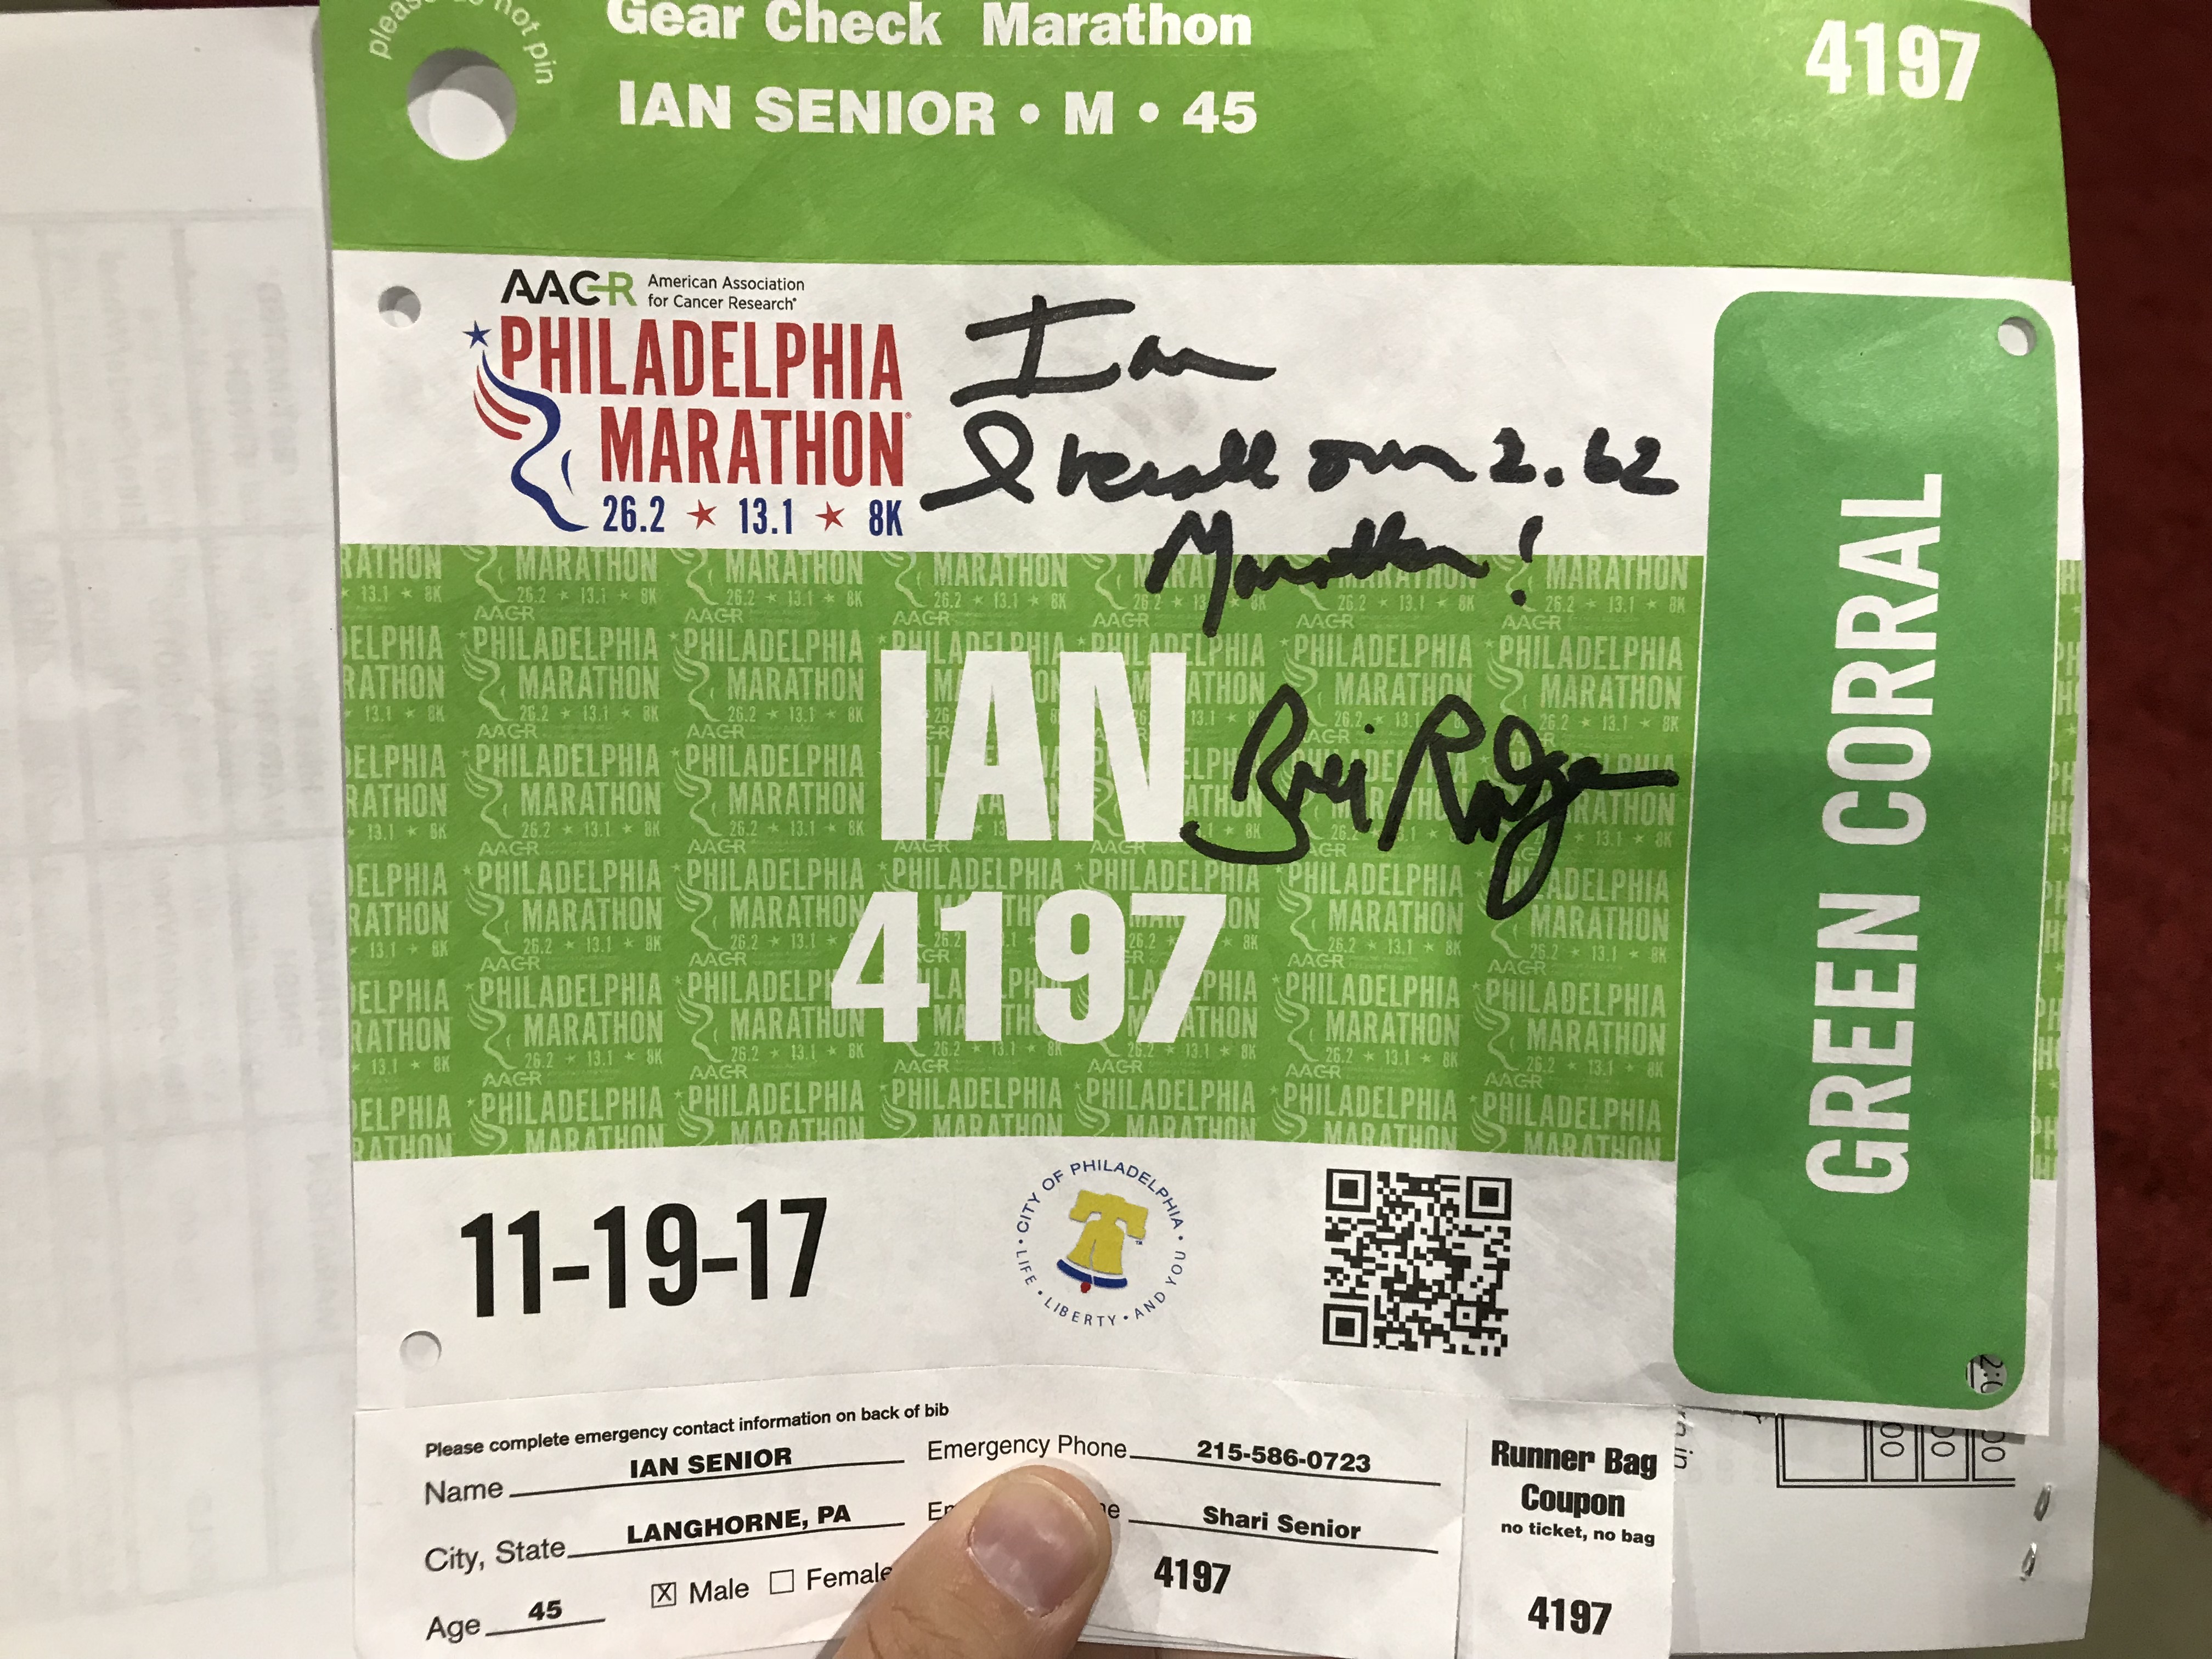 please do not pin
Gear Check Marathon
4197
IAN SENIOR • M • 45
AACR American Association
for Cancer Research
PHILADELPHIA
MARATHON
26.2 ★ 13.1 ★ 8K
Ian
I recall our 2.62
Marathon!
IAN
Bill Rodgers
4197
GREEN CORRAL
11-19-17
CITY OF PHILADELPHIA • LIFE • LIBERTY • AND YOU
Please complete emergency contact information on back of bib
Name IAN SENIOR
Emergency Phone 215-586-0723
City, State LANGHORNE, PA
Shari Senior
Age 45
X Male Female
4197
Runner Bag
Coupon
no ticket, no bag
4197